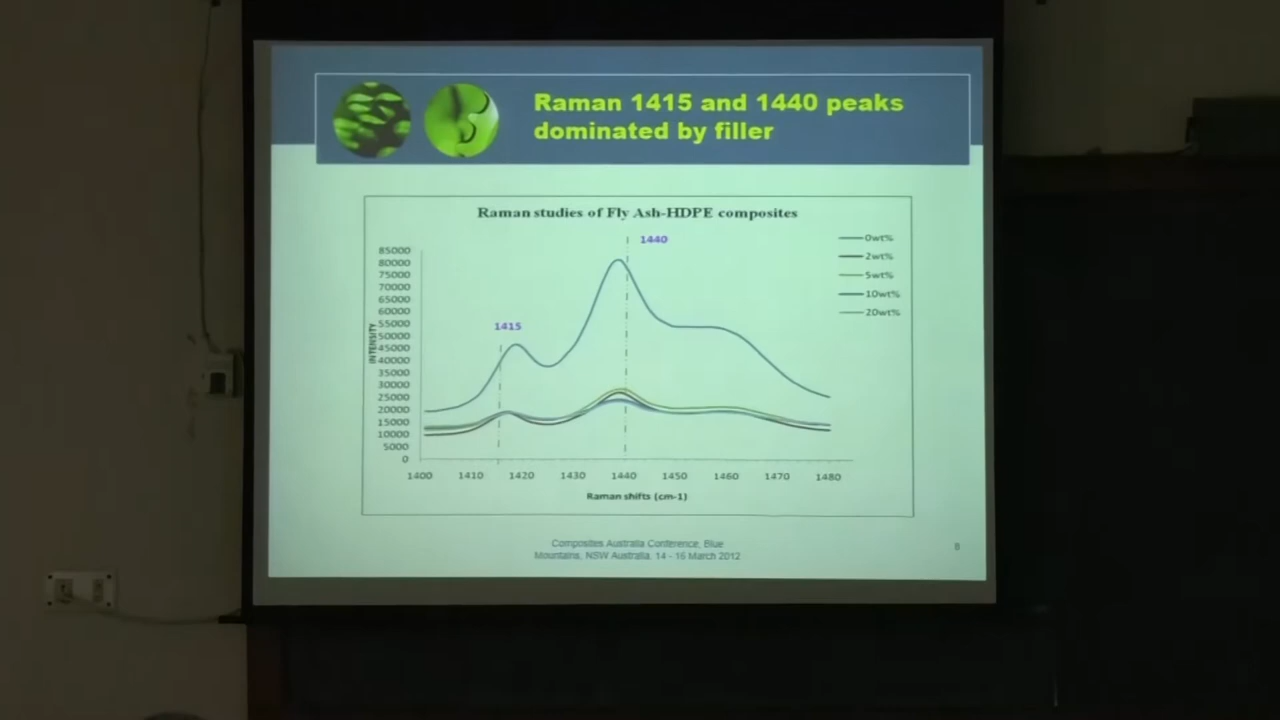 Raman 1415 and 1440 peaks
dominated by filler
Raman studies of Fly Ash-HDPE composites
1440
1415
85000
80000
75000
70000
65000
60000
55000
50000
45000
40000
35000
30000
25000
20000
15000
10000
5000
0
INTENSITY
1400 1410 1420 1430 1440 1450 1460 1470 1480
Raman shifts (cm-1)
0wt%
2wt%
5wt%
10wt%
20wt%
Composites Australia Conference, Blue
Mountains, NSW Australia. 14 - 16 March 2012
8